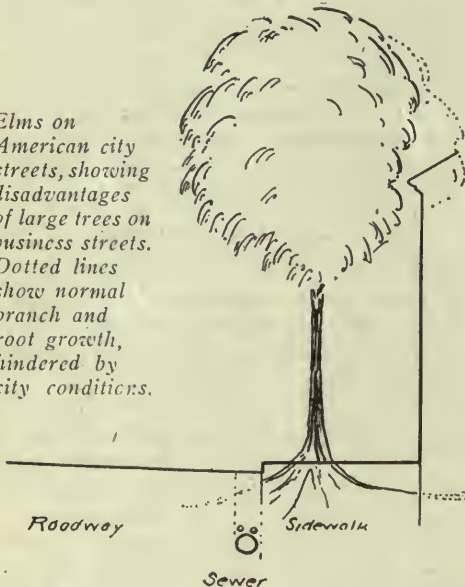 Elms on
American city
streets, showing
disadvantages
of large trees on
business streets.
Dotted lines
show normal
branch and
root growth,
hindered by
city conditions.
Roadway
Sidewalk
Sewer